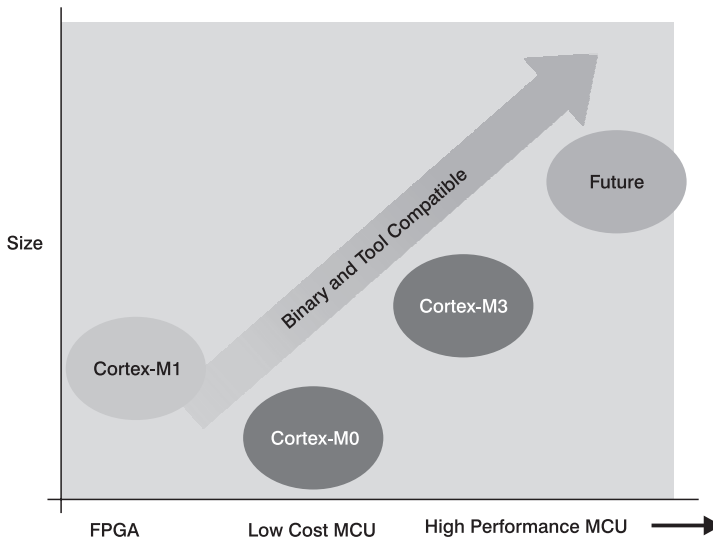 Size
Binary and Tool Compatible
Future
Cortex-M3
Cortex-M1
Cortex-M0
FPGA
Low Cost MCU
High Performance MCU